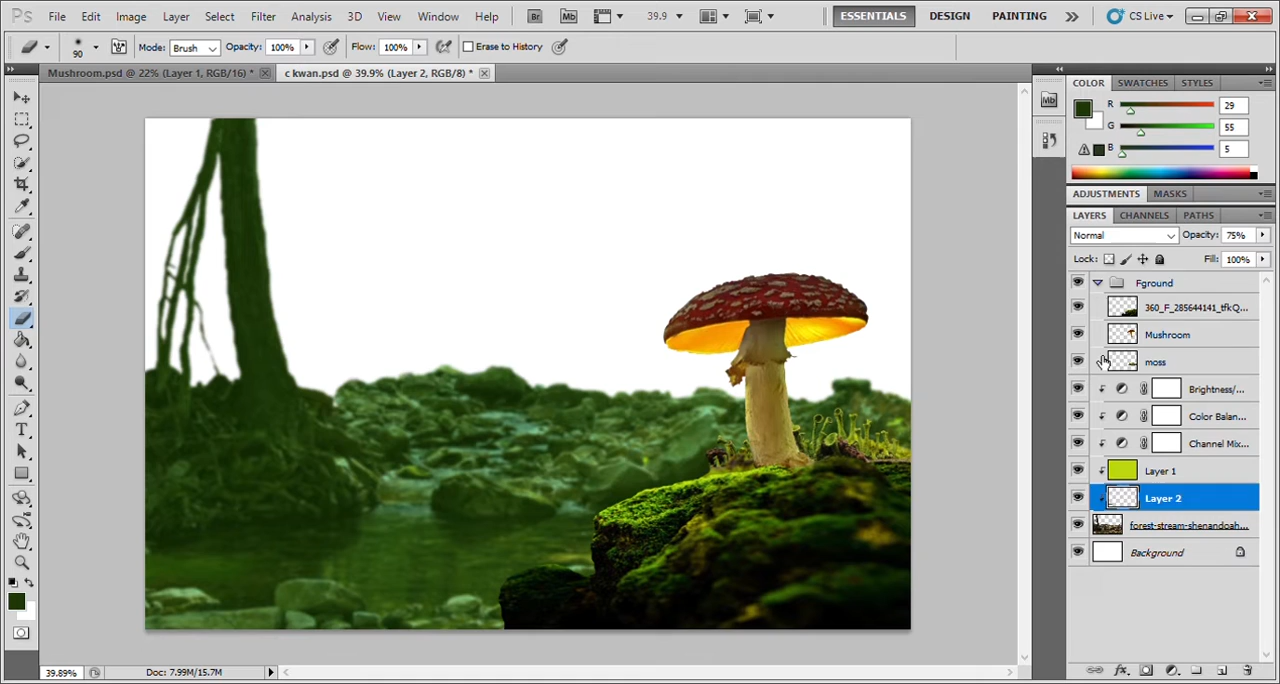 Ps File Edit Image Layer Select Filter Analysis 3D View Window Help Br Mb 39.9 ESSENTIALS DESIGN PAINTING CS Live
90 Mode: Brush Opacity: 100% Flow: 100% Erase to History
Mushroom.psd @ 22% (Layer 1, RGB/16) * c kwan.psd @ 39.9% (Layer 2, RGB/8) *
COLOR SWATCHES STYLES
Mb
R 29
G 55
B 5
ADJUSTMENTS MASKS
LAYERS CHANNELS PATHS
Normal Opacity: 75%
Lock: Fill: 100%
Fground
360_F_285644141_tfkQ...
Mushroom
moss
Brightness/...
Color Balan...
Channel Mix...
Layer 1
Layer 2
forest-stream-shenandoah...
Background
T
39.89% Doc: 7.99M/15.7M
fx